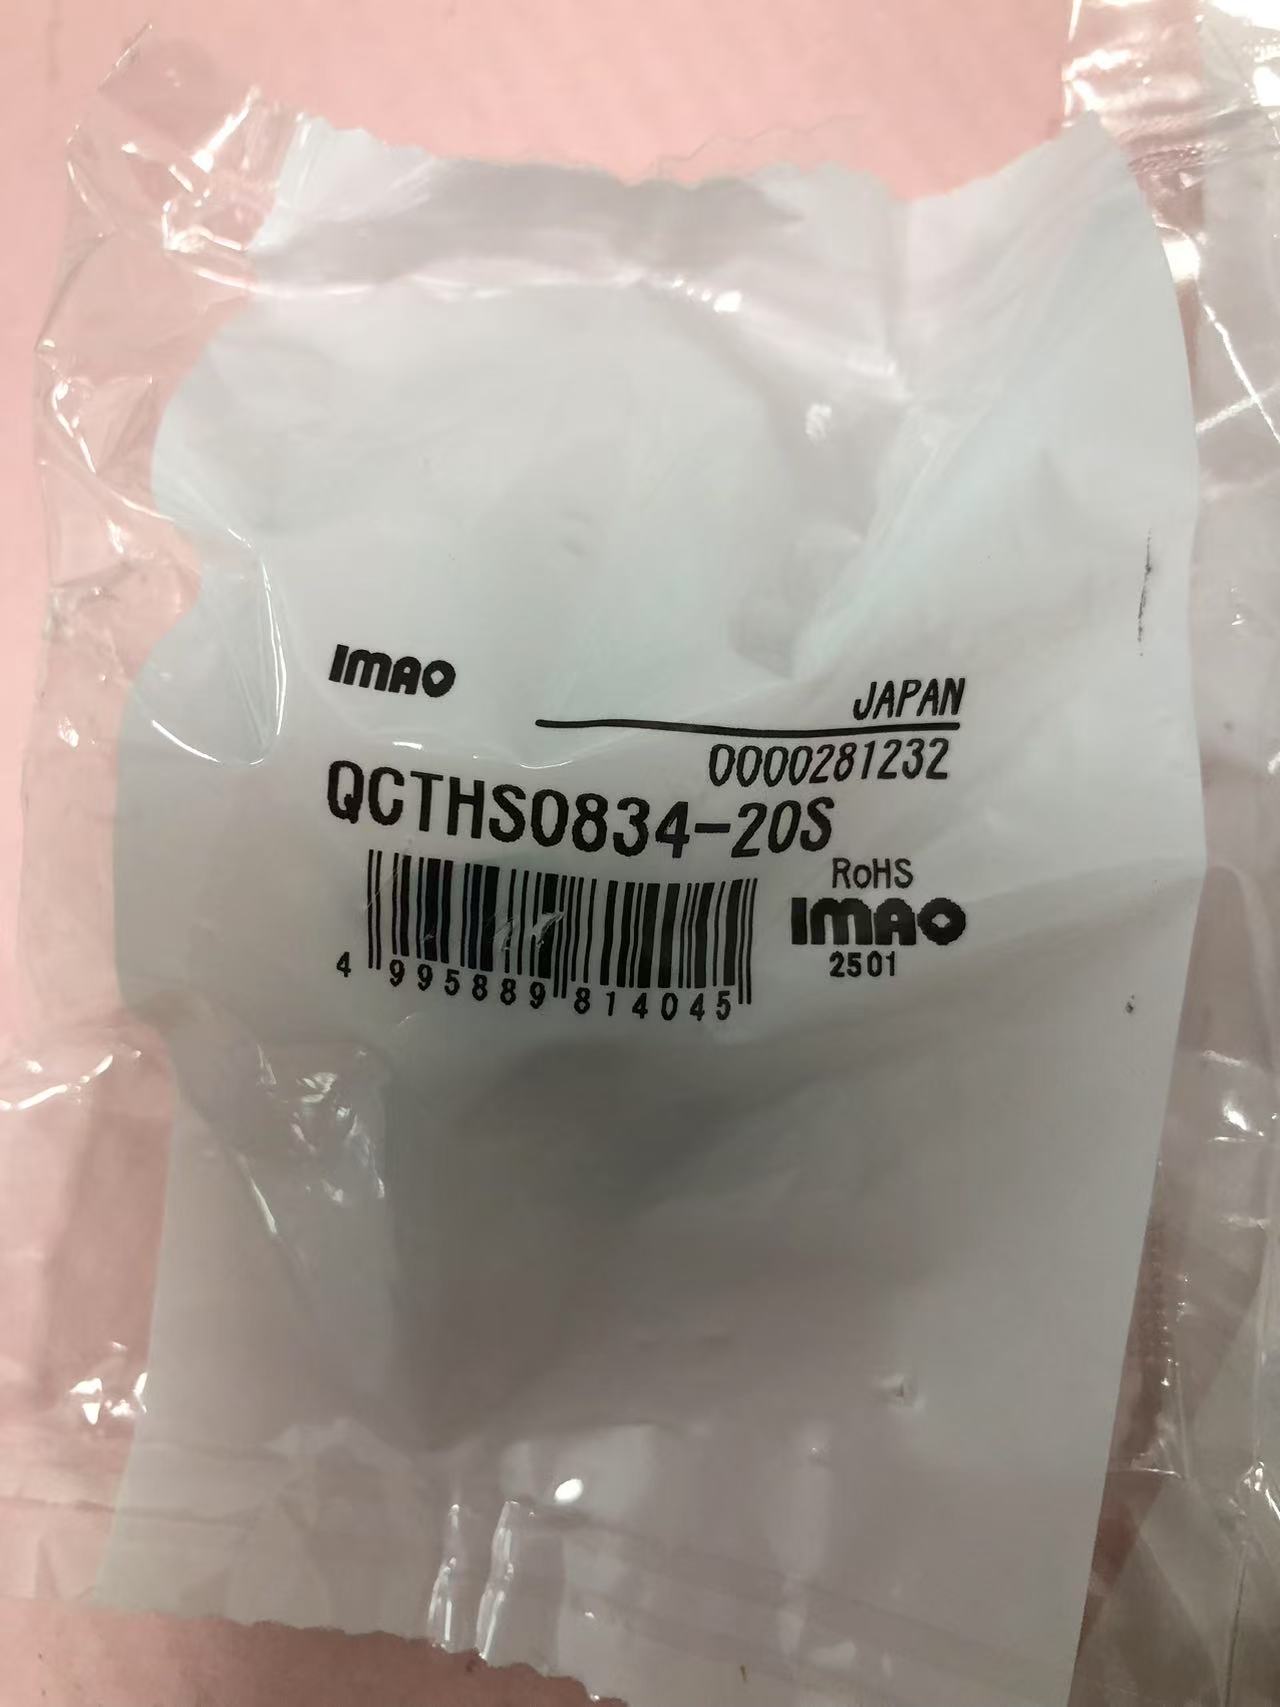 IMAO
JAPAN
0000281232
QCTHS0834-20S
RoHS
IMAO
2501
4 995889 814045